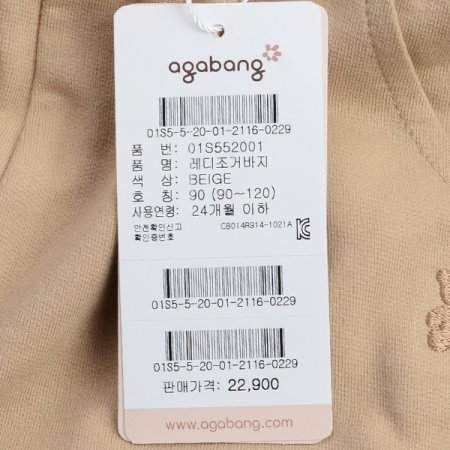 agabang
01S5-5-20-01-2116-0229
품 번: 01S552001
품 명: 레디조거바지
색 상: BEIGE
호 칭: 90 (90~120)
사용연령: 24개월 이하
안전확인신고
확인증번호 CB014R914-1021A
01S5-5-20-01-2116-0229
01S5-5-20-01-2116-0229
판매가격: 22,900
www.agabang.com